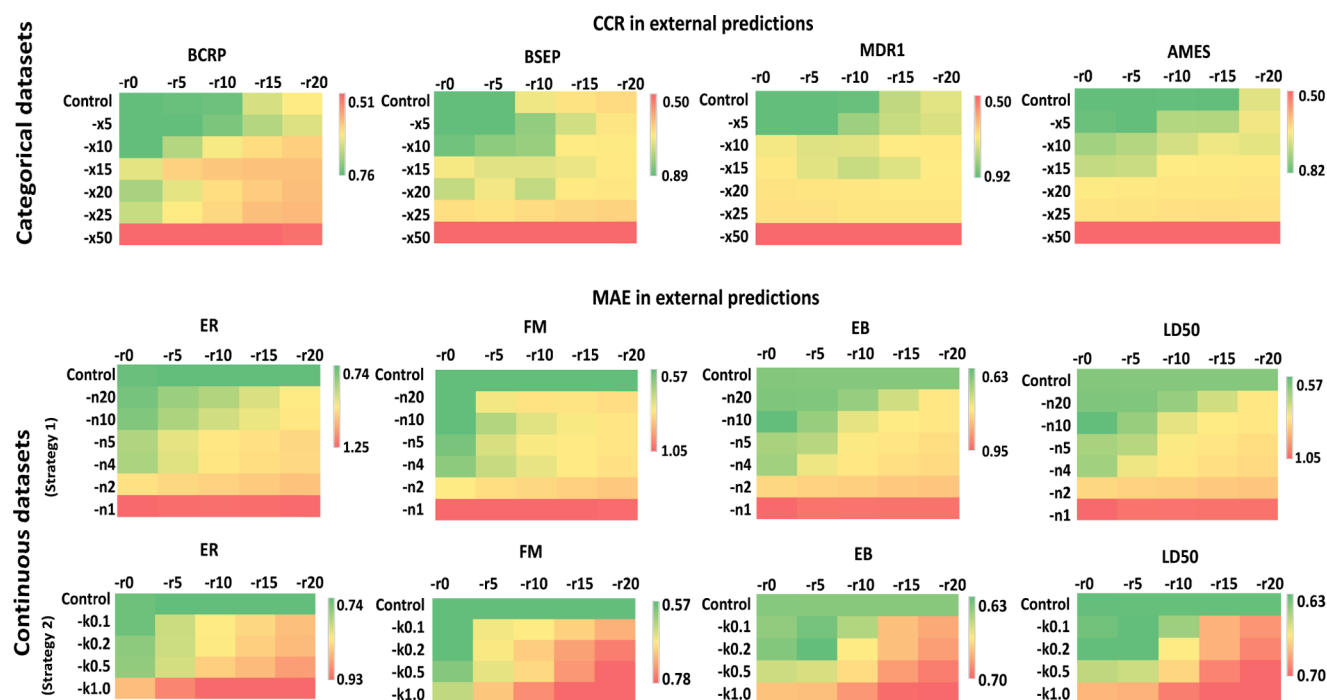 CCR in external predictions
Categorical datasets
BCRP
-r0 -r5 -r10 -r15 -r20
Control
-x5
-x10
-x15
-x20
-x25
-x50
0.51
0.76
BSEP
-r0 -r5 -r10 -r15 -r20
Control
-x5
-x10
-x15
-x20
-x25
-x50
0.50
0.89
MDR1
-r0 -r5 -r10 -r15 -r20
Control
-x5
-x10
-x15
-x20
-x25
-x50
0.50
0.92
AMES
-r0 -r5 -r10 -r15 -r20
Control
-x5
-x10
-x15
-x20
-x25
-x50
0.50
0.82
MAE in external predictions
Continuous datasets
(Strategy 1)
ER
-r0 -r5 -r10 -r15 -r20
Control
-n20
-n10
-n5
-n4
-n2
-n1
0.74
1.25
FM
-r0 -r5 -r10 -r15 -r20
Control
-n20
-n10
-n5
-n4
-n2
-n1
0.57
1.05
EB
-r0 -r5 -r10 -r15 -r20
Control
-n20
-n10
-n5
-n4
-n2
-n1
0.63
0.95
LD50
-r0 -r5 -r10 -r15 -r20
Control
-n20
-n10
-n5
-n4
-n2
-n1
0.57
1.05
(Strategy 2)
ER
-r0 -r5 -r10 -r15 -r20
Control
-k0.1
-k0.2
-k0.5
-k1.0
0.74
0.93
FM
-r0 -r5 -r10 -r15 -r20
Control
-k0.1
-k0.2
-k0.5
-k1.0
0.57
0.78
EB
-r0 -r5 -r10 -r15 -r20
Control
-k0.1
-k0.2
-k0.5
-k1.0
0.63
0.70
LD50
-r0 -r5 -r10 -r15 -r20
Control
-k0.1
-k0.2
-k0.5
-k1.0
0.63
0.70